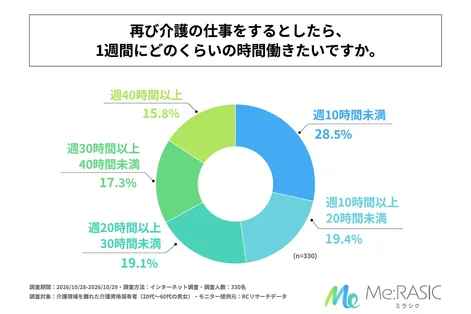 再び介護の仕事をするとしたら、
1週間にどのくらいの時間働きたいですか。
週40時間以上
15.8%
週10時間未満
28.5%
週30時間以上
40時間未満
17.3%
週10時間以上
20時間未満
19.4%
週20時間以上
30時間未満
19.1%
(n=330)
調査期間：2026/10/28-2026/10/29・調査方法：インターネット調査・調査人数：330名
調査対象：介護現場を離れた介護資格保有者（20代〜60代の男女）・モニター提供元：RCリサーチデータ
Me Me:RASIC
ミラシク